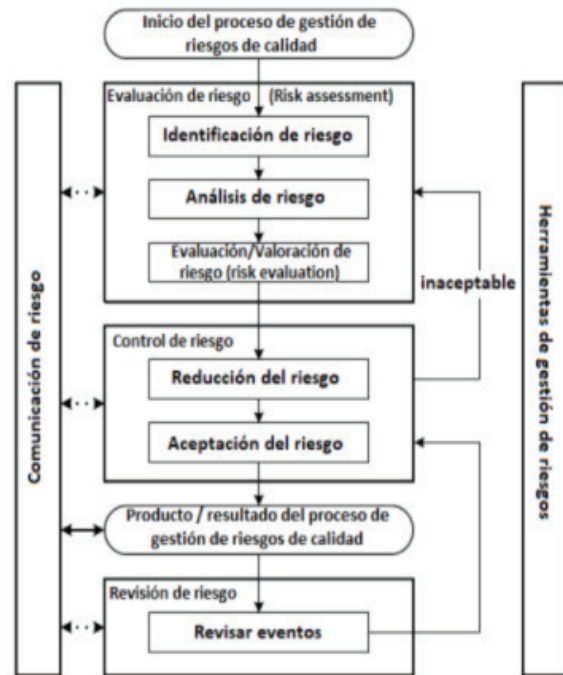 Inicio del proceso de gestión de
riesgos de calidad
Evaluación de riesgo (Risk assessment)
Identificación de riesgo
Análisis de riesgo
Evaluación/Valoración de
riesgo (risk evaluation)
inaceptable
Control de riesgo
Reducción del riesgo
Aceptación del riesgo
Producto / resultado del proceso de
gestión de riesgos de calidad
Revisión de riesgo
Revisar eventos
Comunicación de riesgo
Herramientas de gestión de riesgos